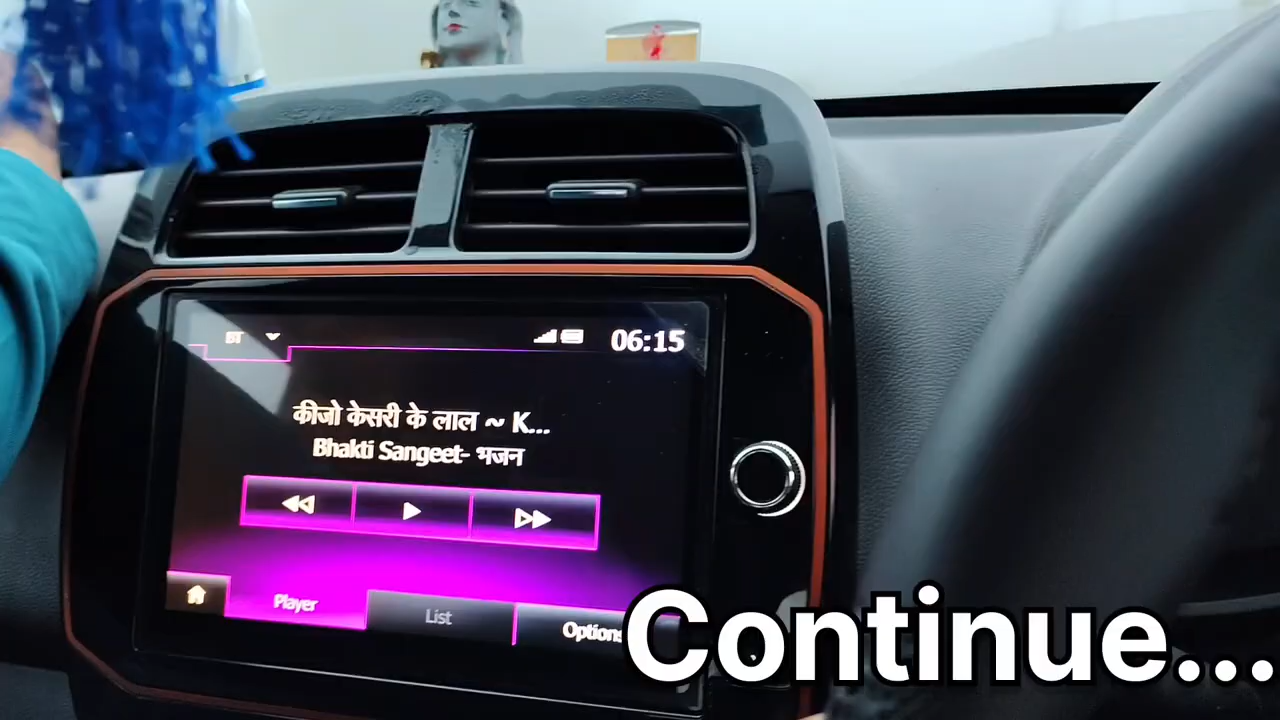 BT
06:15
कीजो केसरी के लाल ~ K...
Bhakti Sangeet- भजन
Player
List
Options
Continue...